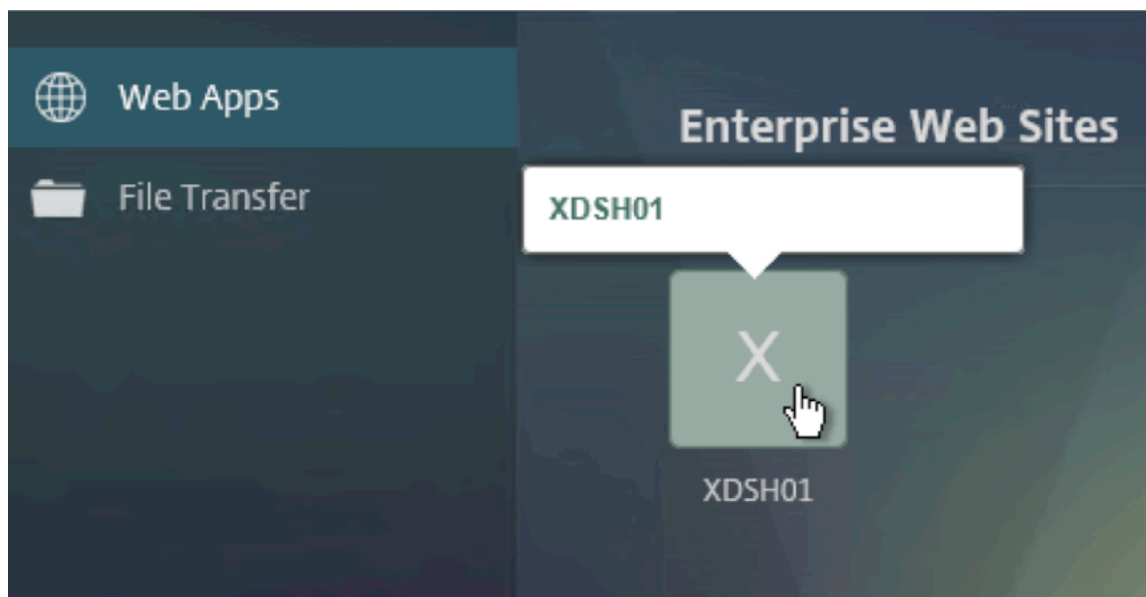 Web Apps
File Transfer
Enterprise Web Sites
XDSH01
X
XDSH01